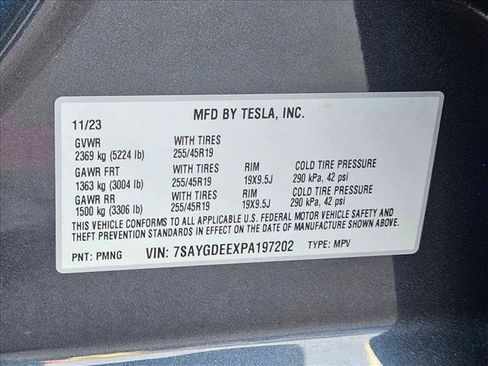 MFD BY TESLA, INC.
11/23
GVWR WITH TIRES
2369 kg (5224 lb) 255/45R19
GAWR FRT WITH TIRES RIM COLD TIRE PRESSURE
1363 kg (3004 lb) 255/45R19 19X9.5J 290 kPa, 42 psi
GAWR RR WITH TIRES RIM COLD TIRE PRESSURE
1500 kg (3306 lb) 255/45R19 19X9.5J 290 kPa, 42 psi
THIS VEHICLE CONFORMS TO ALL APPLICABLE U.S. FEDERAL MOTOR VEHICLE SAFETY AND
THEFT PREVENTION STANDARDS IN EFFECT ON THE DATE OF MANUFACTURE SHOWN ABOVE.
PNT: PMNG VIN: 7SAYGDEEXPA197202 TYPE: MPV